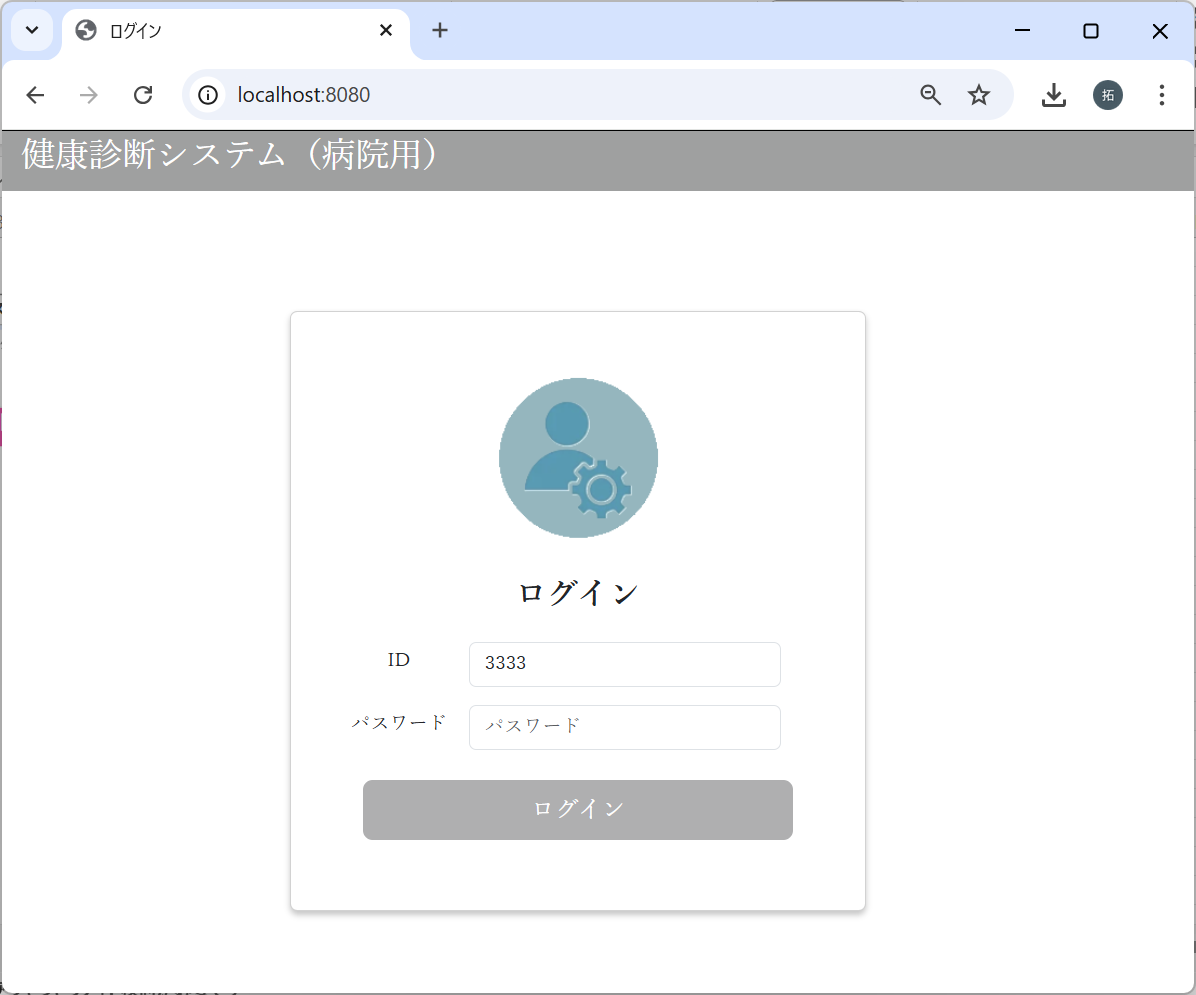 ログイン
localhost:8080
拓
健康診断システム（病院用）
ログイン
ID 3333
パスワード パスワード
ログイン